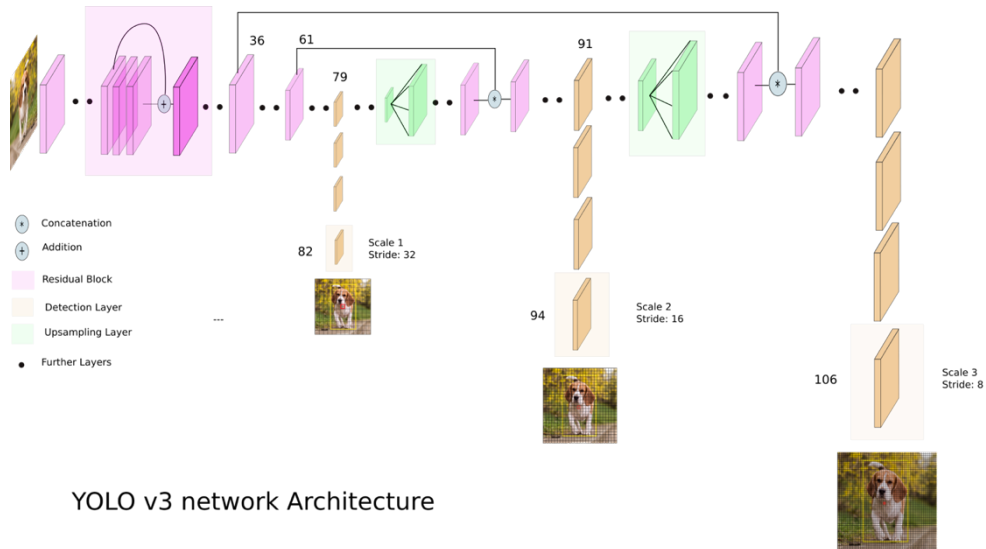 36
61
79
91
*
*
+
* Concatenation
+ Addition
Residual Block
Detection Layer
Upsampling Layer
Further Layers
---
82
Scale 1
Stride: 32
94
Scale 2
Stride: 16
106
Scale 3
Stride: 8
YOLO v3 network Architecture